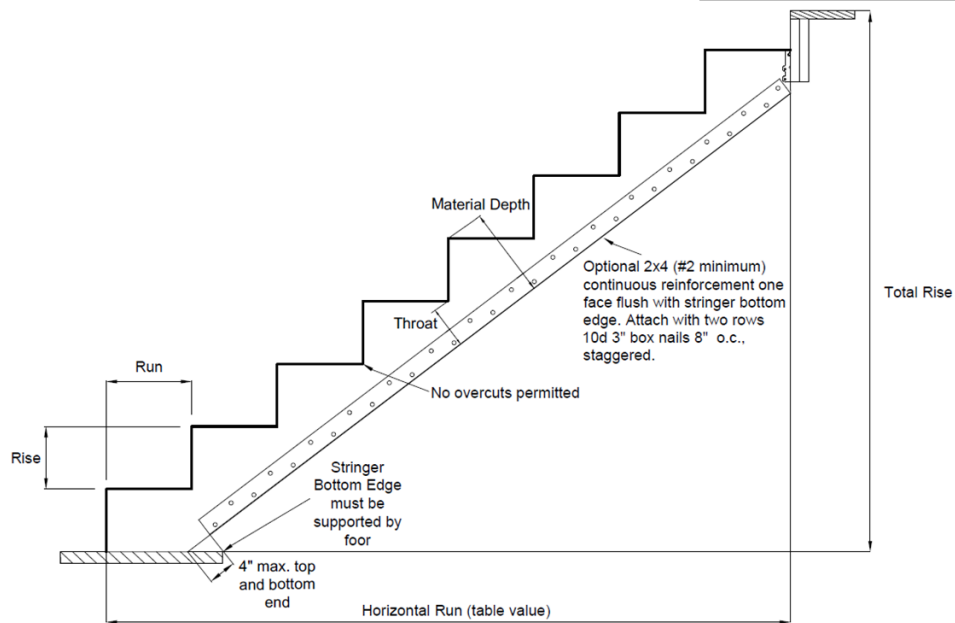 Material Depth
Optional 2x4 (#2 minimum)
continuous reinforcement one
face flush with stringer bottom
edge. Attach with two rows
10d 3" box nails 8" o.c.,
staggered.
Total Rise
Throat
Run
No overcuts permitted
Rise
Stringer
Bottom Edge
must be
supported by
foor
4" max. top
and bottom
end
Horizontal Run (table value)